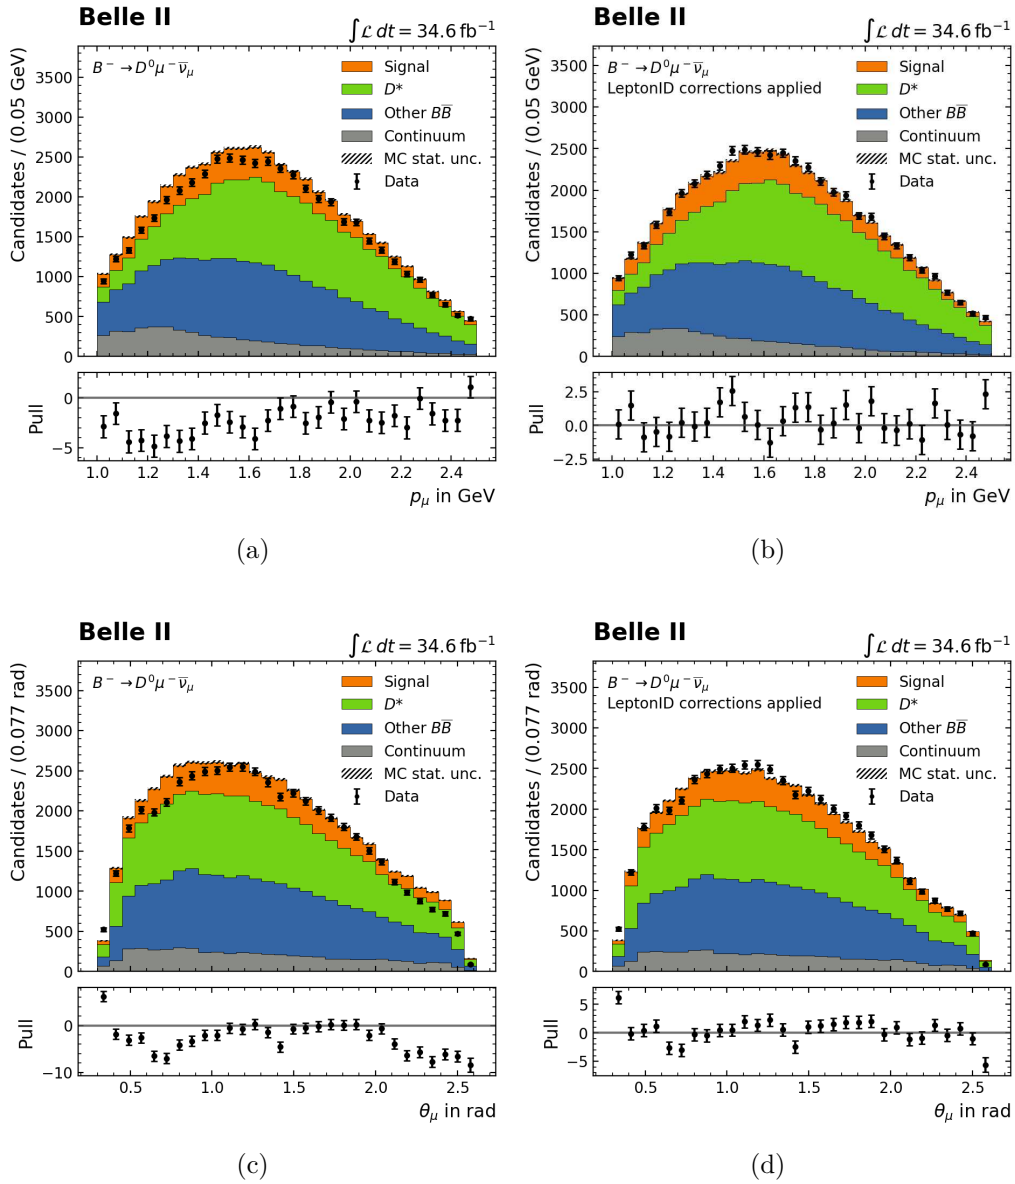 Belle II
∫ℒ dt = 34.6 fb⁻¹
Candidates / (0.05 GeV)
3500
3000
2500
2000
1500
1000
500
0
B⁻ → D⁰μ⁻ν̅_μ
Signal
D*
Other BB̅
Continuum
MC stat. unc.
Data
Pull
0
−5
1.0 1.2 1.4 1.6 1.8 2.0 2.2 2.4
p_μ in GeV
(a)
Belle II
∫ℒ dt = 34.6 fb⁻¹
Candidates / (0.05 GeV)
3500
3000
2500
2000
1500
1000
500
0
B⁻ → D⁰μ⁻ν̅_μ
LeptonID corrections applied
Signal
D*
Other BB̅
Continuum
MC stat. unc.
Data
Pull
2.5
0.0
−2.5
1.0 1.2 1.4 1.6 1.8 2.0 2.2 2.4
p_μ in GeV
(b)
Belle II
∫ℒ dt = 34.6 fb⁻¹
Candidates / (0.077 rad)
3500
3000
2500
2000
1500
1000
500
0
B⁻ → D⁰μ⁻ν̅_μ
Signal
D*
Other BB̅
Continuum
MC stat. unc.
Data
Pull
0
−10
0.5 1.0 1.5 2.0 2.5
θ_μ in rad
(c)
Belle II
∫ℒ dt = 34.6 fb⁻¹
Candidates / (0.077 rad)
3500
3000
2500
2000
1500
1000
500
0
B⁻ → D⁰μ⁻ν̅_μ
LeptonID corrections applied
Signal
D*
Other BB̅
Continuum
MC stat. unc.
Data
Pull
5
0
−5
0.5 1.0 1.5 2.0 2.5
θ_μ in rad
(d)